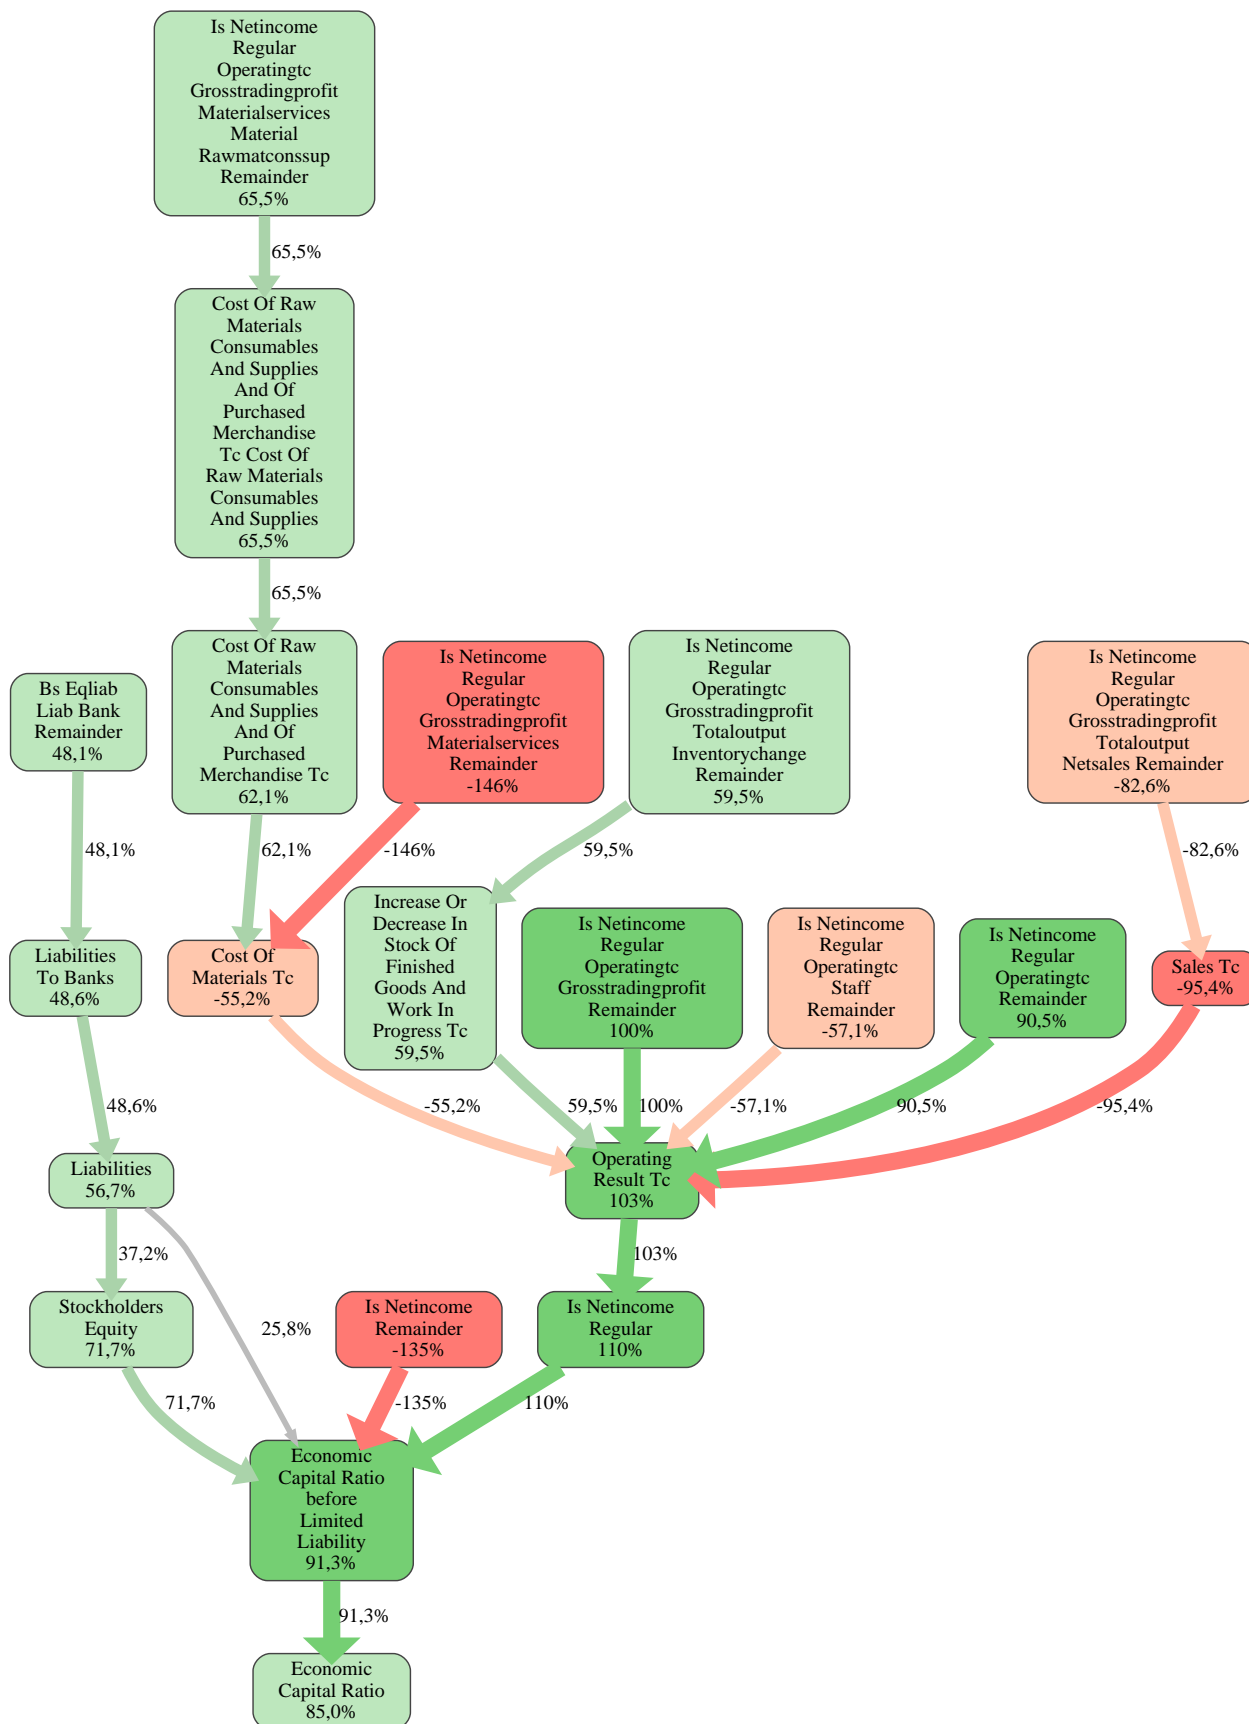 Is Netincome
Regular
Operatingtc
Grosstradingprofit
Materialservices
Material
Rawmatconssup
Remainder
65,5%
65,5%
Cost Of Raw
Materials
Consumables
And Supplies
And Of
Purchased
Merchandise
Tc Cost Of
Raw Materials
Consumables
And Supplies
65,5%
65,5%
Bs Eqliab
Liab Bank
Remainder
48,1%
Cost Of Raw
Materials
Consumables
And Supplies
And Of
Purchased
Merchandise Tc
62,1%
Is Netincome
Regular
Operatingtc
Grosstradingprofit
Materialservices
Remainder
-146%
Is Netincome
Regular
Operatingtc
Grosstradingprofit
Totaloutput
Inventorychange
Remainder
59,5%
Is Netincome
Regular
Operatingtc
Grosstradingprofit
Totaloutput
Netsales Remainder
-82,6%
48,1%
62,1%
-146%
59,5%
-82,6%
Liabilities
To Banks
48,6%
Cost Of
Materials Tc
-55,2%
Increase Or
Decrease In
Stock Of
Finished
Goods And
Work In
Progress Tc
59,5%
Is Netincome
Regular
Operatingtc
Grosstradingprofit
Remainder
100%
Is Netincome
Regular
Operatingtc
Staff
Remainder
-57,1%
Is Netincome
Regular
Operatingtc
Remainder
90,5%
Sales Tc
-95,4%
48,6%
-55,2%
59,5%
100%
-57,1%
90,5%
-95,4%
Liabilities
56,7%
Operating
Result Tc
103%
37,2%
25,8%
103%
Stockholders
Equity
71,7%
Is Netincome
Remainder
-135%
Is Netincome
Regular
110%
71,7%
-135%
110%
Economic
Capital Ratio
before
Limited
Liability
91,3%
91,3%
Economic
Capital Ratio
85,0%